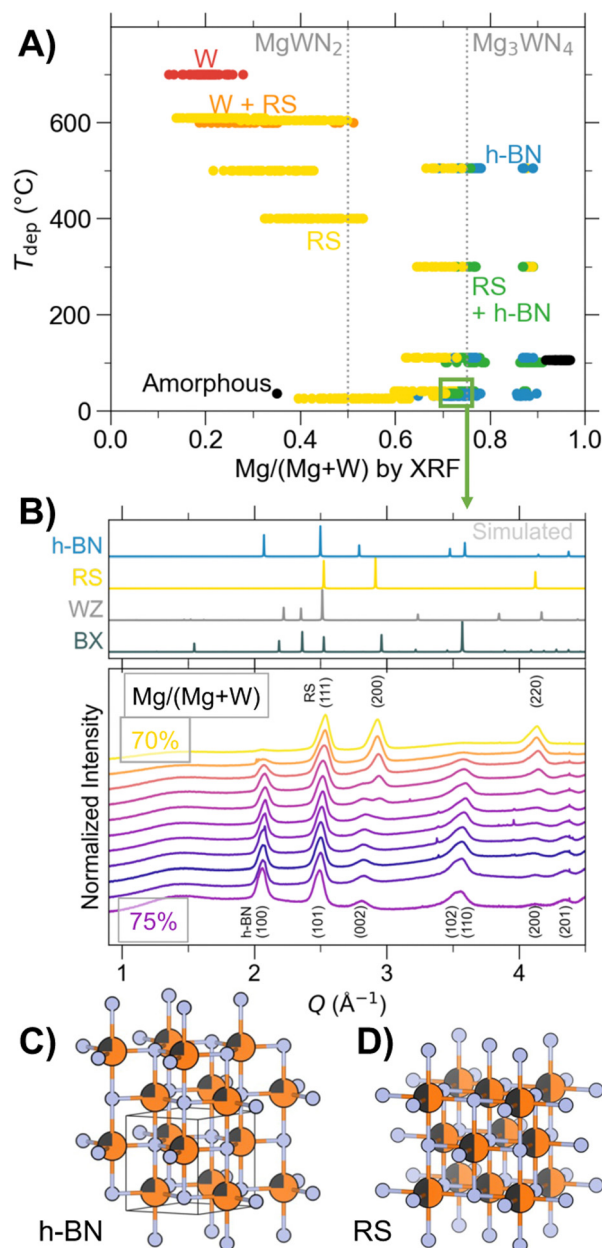 A)
MgWN₂
Mg₃WN₄
W
W + RS
h-BN
RS
RS
+ h-BN
Amorphous
600
400
200
0
T_dep (°C)
0.0 0.2 0.4 0.6 0.8 1.0
Mg/(Mg+W) by XRF
B)
Simulated
h-BN
RS
WZ
BX
Mg/(Mg+W)
RS
(111)
(200)
(220)
70%
75%
Normalized Intensity
h-BN
(100)
(101)
(002)
(102)
(110)
(200)
(201)
1 2 3 4
Q (Å⁻¹)
C)
D)
h-BN
RS